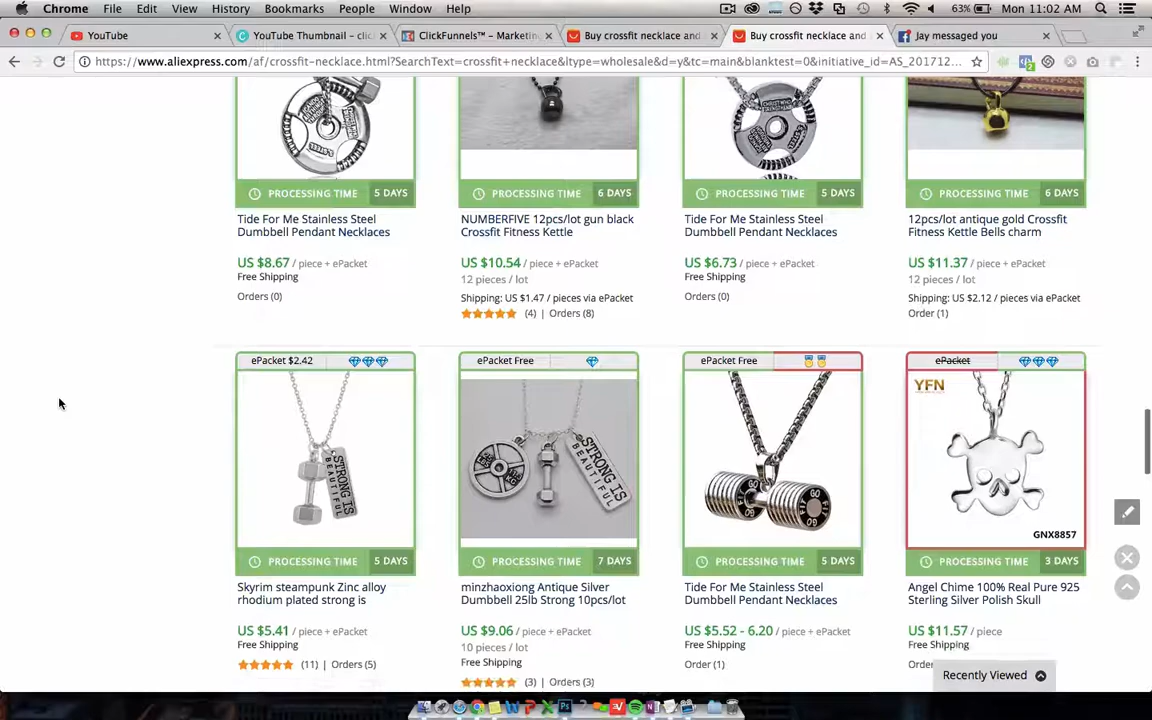 Chrome File Edit View History Bookmarks People Window Help 63% Mon 11:02 AM
YouTube YouTube Thumbnail – clic ClickFunnels™ – Marketin Buy crossfit necklace and Buy crossfit necklace and Jay messaged you
https://www.aliexpress.com/af/crossfit-necklace.html?SearchText=crossfit+necklace&ltype=wholesale&d=y&tc=main&blanktest=0&initiative_id=AS_201712... 2
PROCESSING TIME 5 DAYS PROCESSING TIME 6 DAYS PROCESSING TIME 5 DAYS PROCESSING TIME 6 DAYS
Tide For Me Stainless Steel NUMBERFIVE 12pcs/lot gun black Tide For Me Stainless Steel 12pcs/lot antique gold Crossfit
Dumbbell Pendant Necklaces Crossfit Fitness Kettle Dumbbell Pendant Necklaces Fitness Kettle Bells charm
US $8.67 / piece + ePacket US $10.54 / piece + ePacket US $6.73 / piece + ePacket US $11.37 / piece + ePacket
Free Shipping 12 pieces / lot Free Shipping 12 pieces / lot
Orders (0) Shipping: US $1.47 / pieces via ePacket Orders (0) Shipping: US $2.12 / pieces via ePacket
(4) | Orders (8) Order (1)
ePacket $2.42 ePacket Free ePacket Free ePacket
YFN
STRONG IS BEAUTIFUL STRONG IS BEAUTIFUL GO FIT GO
GNX8857
PROCESSING TIME 5 DAYS PROCESSING TIME 7 DAYS PROCESSING TIME 5 DAYS PROCESSING TIME 3 DAYS
Skyrim steampunk Zinc alloy minzhaoxing Antique Silver Tide For Me Stainless Steel Angel Chime 100% Real Pure 925
rhodium plated strong is Dumbbell 25lb Strong 10pcs/lot Dumbbell Pendant Necklaces Sterling Silver Polish Skull
US $5.41 / piece + ePacket US $9.06 / piece + ePacket US $5.52 - 6.20 / piece + ePacket US $11.57 / piece
Free Shipping 10 pieces / lot Free Shipping Free Shipping
(11) | Orders (5) Free Shipping Order (1)
(3) | Orders (3)
Recently Viewed